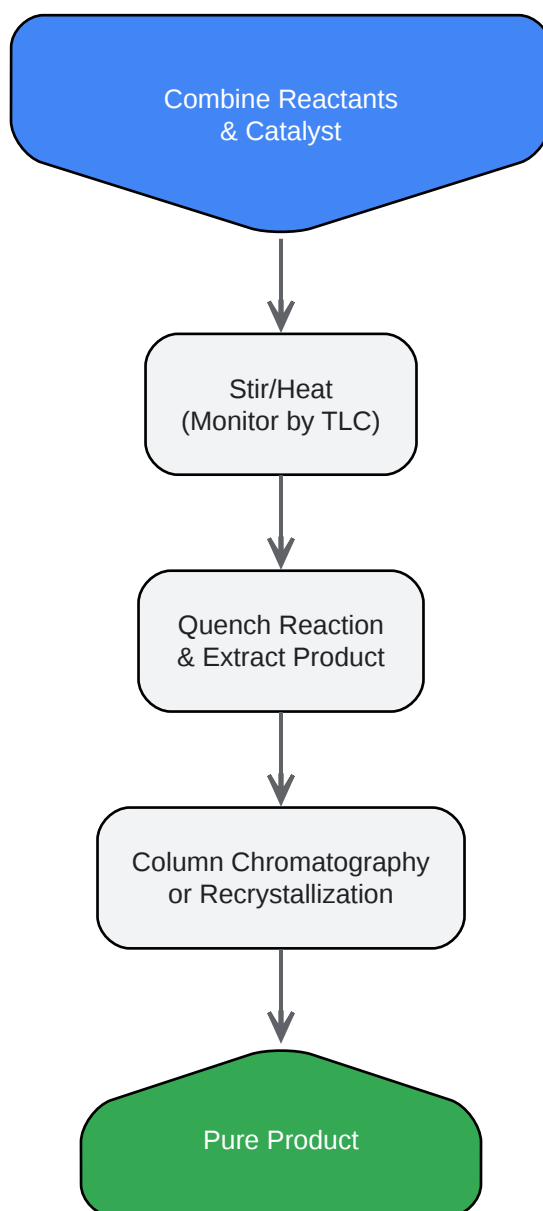 Combine Reactants
& Catalyst
Stir/Heat
(Monitor by TLC)
Quench Reaction
& Extract Product
Column Chromatography
or Recrystallization
Pure Product